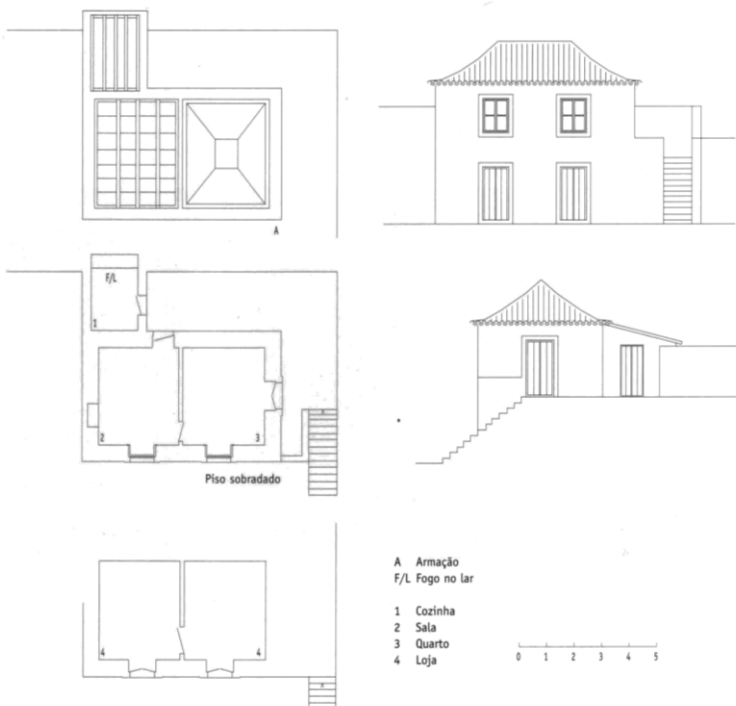 A
F/L
1
2
3
Piso sobradado
4
4
A Armação
F/L Fogo no lar
1 Cozinha
2 Sala
3 Quarto
4 Loja
0 1 2 3 4 5